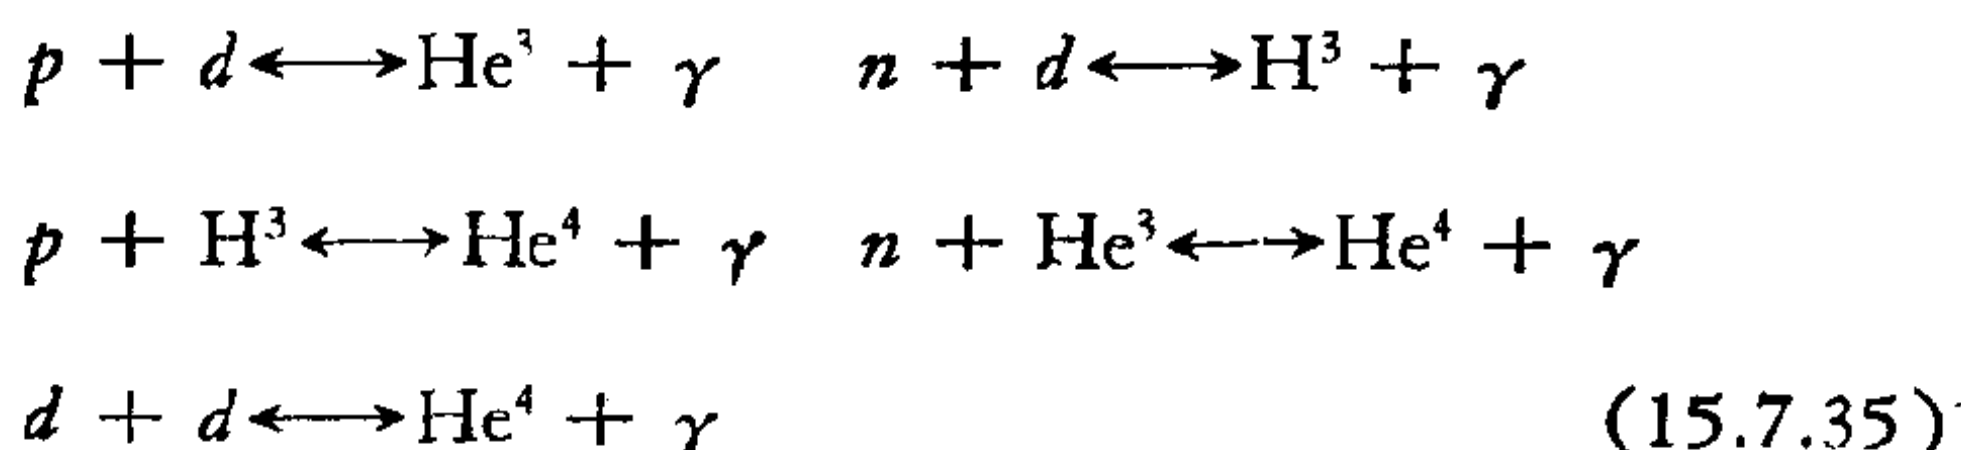 p + d ⟷ He³ + γ n + d ⟷ H³ + γ
p + H³ ⟷ He⁴ + γ n + He³ ⟷ He⁴ + γ
d + d ⟷ He⁴ + γ (15.7.35)